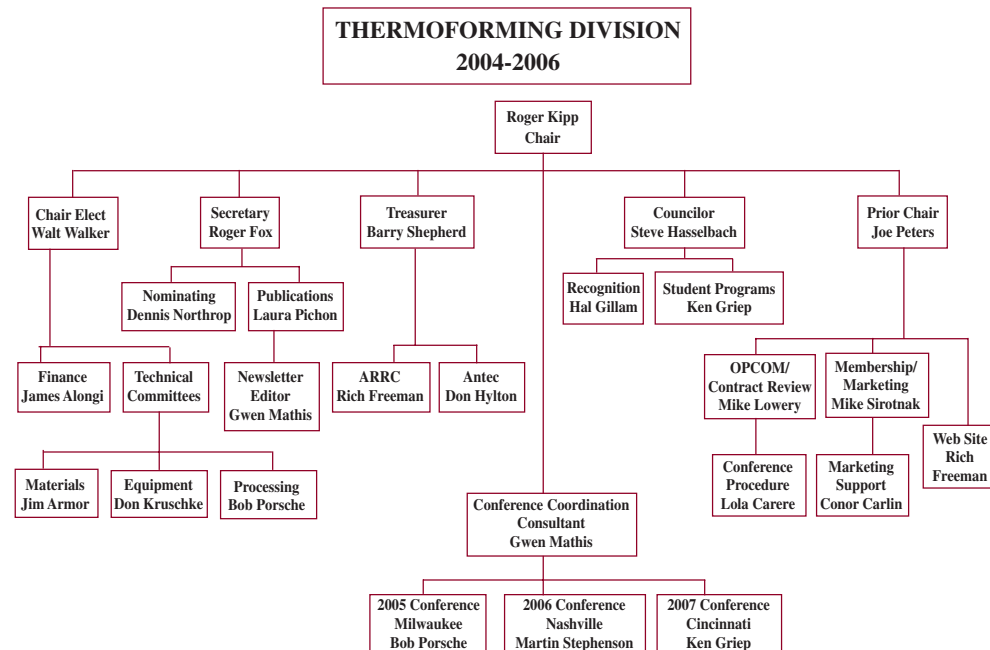 THERMOFORMING DIVISION
2004-2006
Roger Kipp
Chair
Chair Elect
Walt Walker
Secretary
Roger Fox
Treasurer
Barry Shepherd
Councilor
Steve Hasselbach
Prior Chair
Joe Peters
Nominating
Dennis Northrop
Publications
Laura Pichon
Recognition
Hal Gillam
Student Programs
Ken Griep
Finance
James Alongi
Technical
Committees
Newsletter
Editor
Gwen Mathis
ARRC
Rich Freeman
Antec
Don Hylton
OPCOM/
Contract Review
Mike Lowery
Membership/
Marketing
Mike Sirotnak
Web Site
Rich
Freeman
Materials
Jim Armor
Equipment
Don Kruschke
Processing
Bob Porsche
Conference
Procedure
Lola Carere
Marketing
Support
Conor Carlin
Conference Coordination
Consultant
Gwen Mathis
2005 Conference
Milwaukee
Bob Porsche
2006 Conference
Nashville
Martin Stephenson
2007 Conference
Cincinnati
Ken Griep